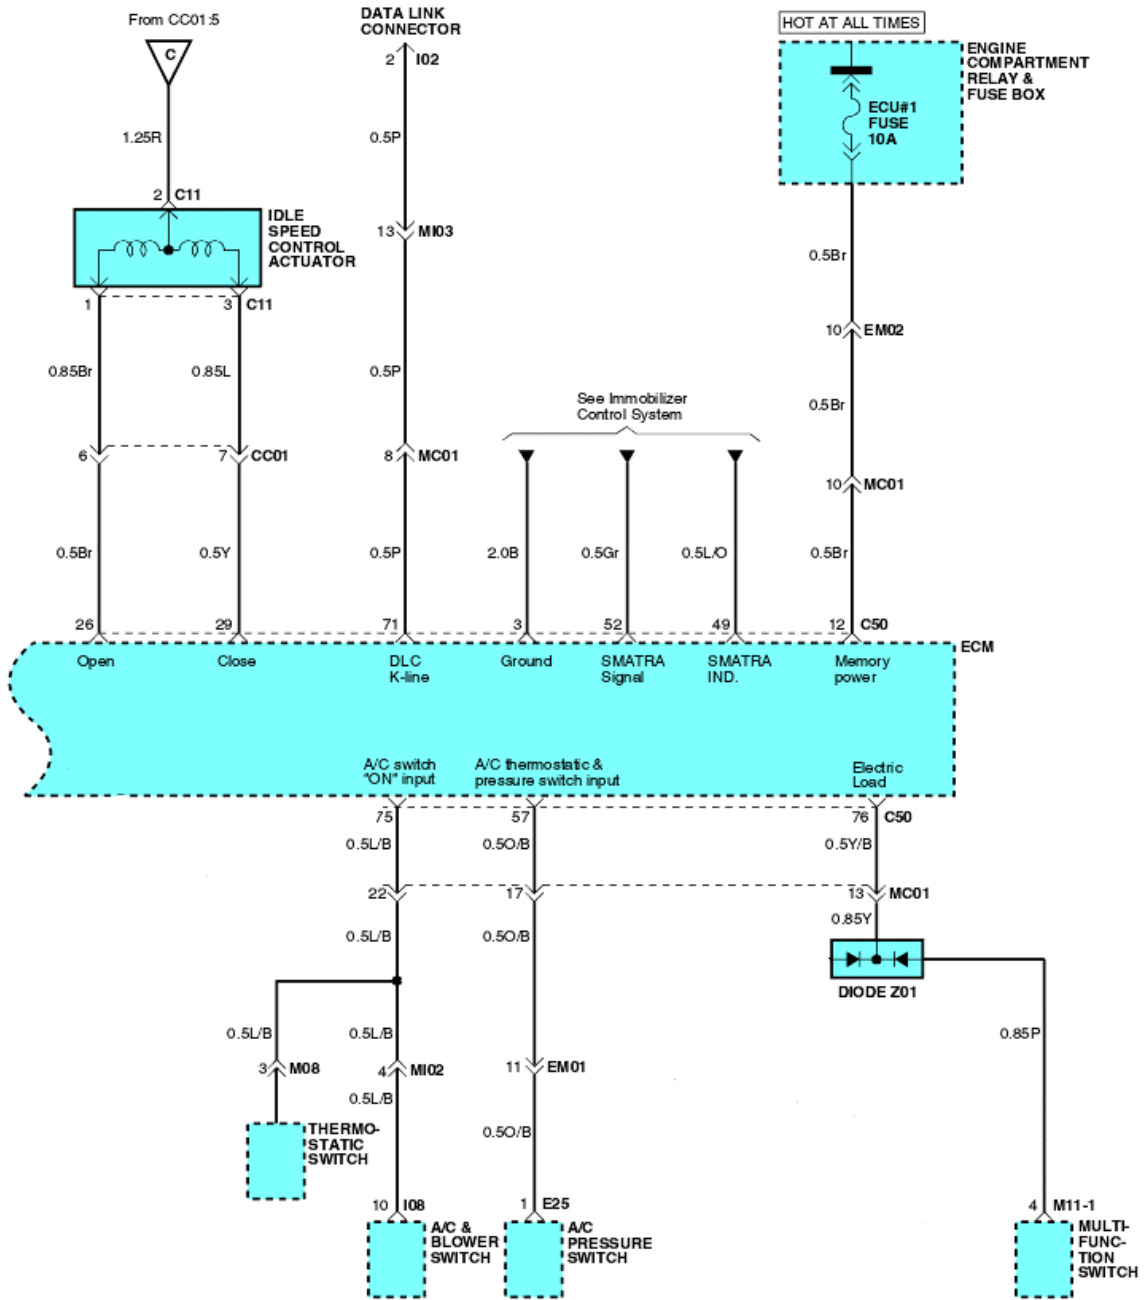 From CC01:5
C
1.25R
2 C11
IDLE
SPEED
CONTROL
ACTUATOR
1
3 C11
0.85Br
0.85L
6
7 CC01
0.5Br
0.5Y
26
29
DATA LINK
CONNECTOR
2 I02
0.5P
13 MI03
0.5P
8 MC01
0.5P
71
See Immobilizer
Control System
2.0B
0.5Gr
0.5L/O
3
52
49
HOT AT ALL TIMES
ENGINE
COMPARTMENT
RELAY &
FUSE BOX
ECU#1
FUSE
10A
0.5Br
10 EM02
0.5Br
10 MC01
0.5Br
12 C50
ECM
Open
Close
DLC
K-line
Ground
SMATRA
Signal
SMATRA
IND.
Memory
power
A/C switch
"ON" input
A/C thermostatic &
pressure switch input
Electric
Load
75
57
76 C50
0.5L/B
0.5O/B
0.5Y/B
22
17
13 MC01
0.5L/B
0.5O/B
0.85Y
DIODE Z01
0.5L/B
0.5L/B
0.85P
3 M08
4 MI02
11 EM01
0.5L/B
0.5O/B
THERMO-
STATIC
SWITCH
10 I08
1 E25
4 M11-1
A/C &
BLOWER
SWITCH
A/C
PRESSURE
SWITCH
MULTI-
FUNC-
TION
SWITCH